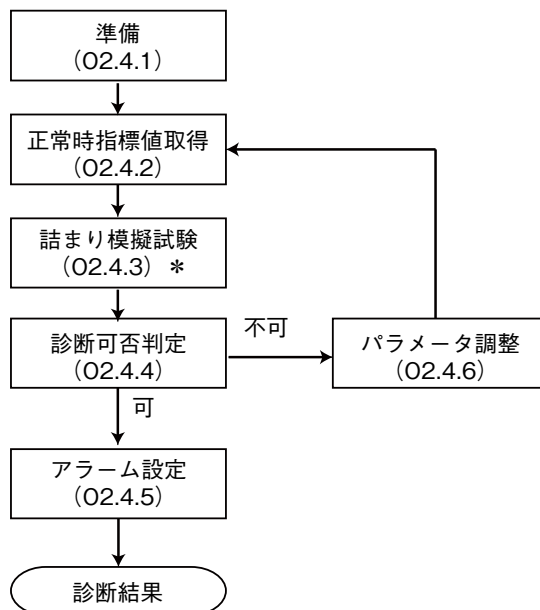 準備
(O2.4.1)
正常時指標値取得
(O2.4.2)
詰まり模擬試験
(O2.4.3) *
診断可否判定
(O2.4.4)
不可
パラメータ調整
(O2.4.6)
可
アラーム設定
(O2.4.5)
診断結果